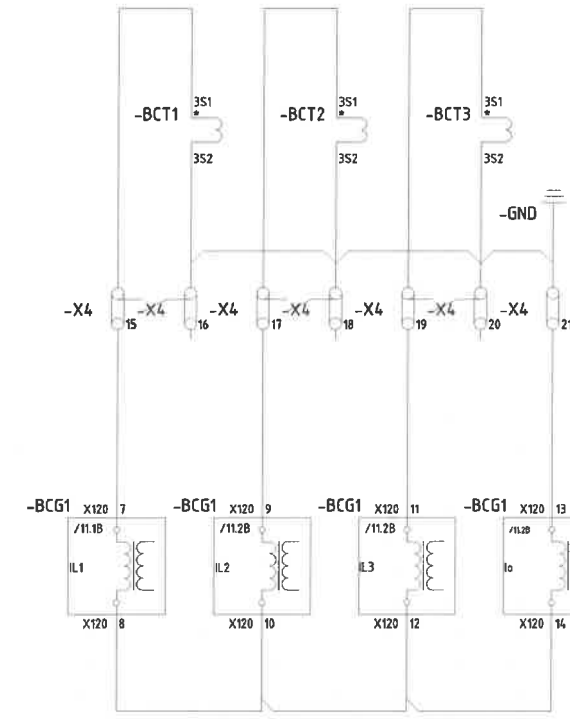 3S1 3S1 3S1
-BCT1 * -BCT2 * -BCT3 *
3S2 3S2 3S2
-GND
-X4 15 -X4 16 -X4 17 -X4 18 -X4 19 -X4 20 -X4 21
-BCG1 X120 7 -BCG1 X120 9 -BCG1 X120 11 -BCG1 X120 13
/11.1B /11.2B /11.2B /11.2B
IL1 IL2 IL3 Io
X120 8 X120 10 X120 12 X120 14